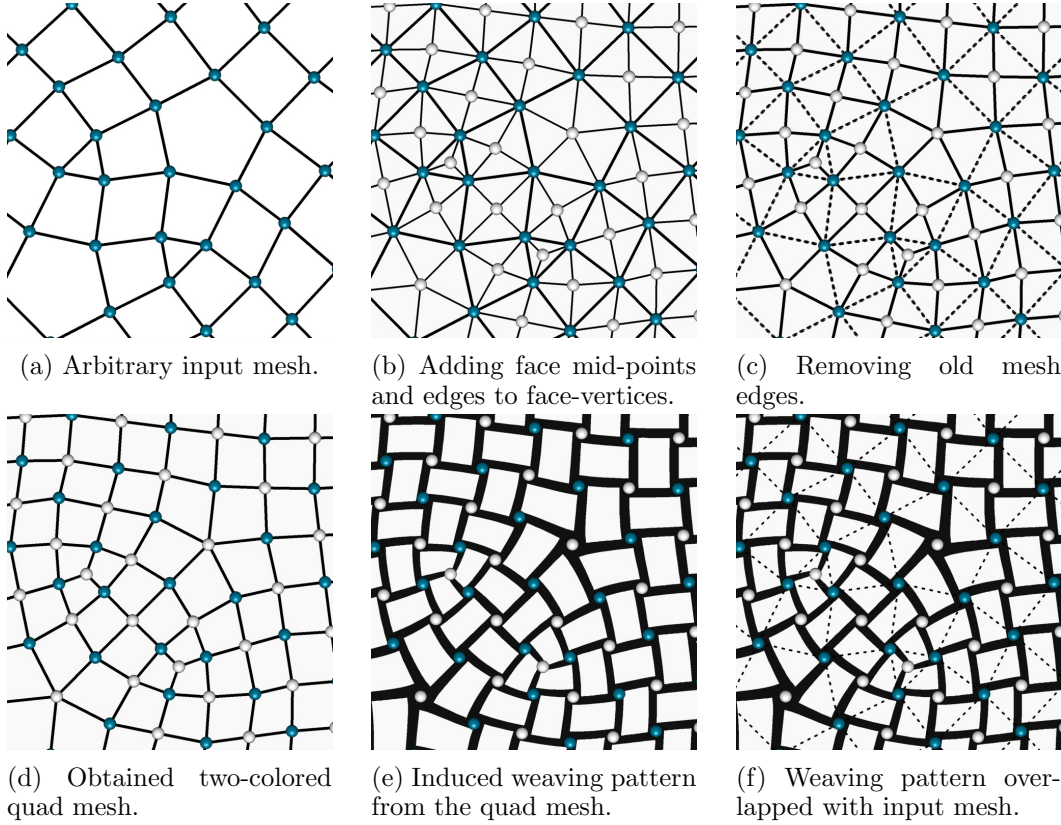 (a) Arbitrary input mesh.
(b) Adding face mid-points
and edges to face-vertices.
(c) Removing old mesh
edges.
(d) Obtained two-colored
quad mesh.
(e) Induced weaving pattern
from the quad mesh.
(f) Weaving pattern over-
lapped with input mesh.